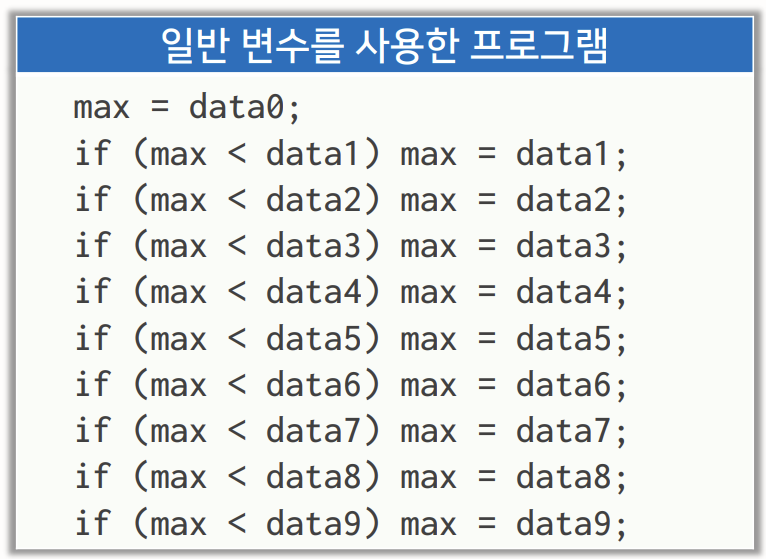 일반 변수를 사용한 프로그램
max = data0;
if (max < data1) max = data1;
if (max < data2) max = data2;
if (max < data3) max = data3;
if (max < data4) max = data4;
if (max < data5) max = data5;
if (max < data6) max = data6;
if (max < data7) max = data7;
if (max < data8) max = data8;
if (max < data9) max = data9;